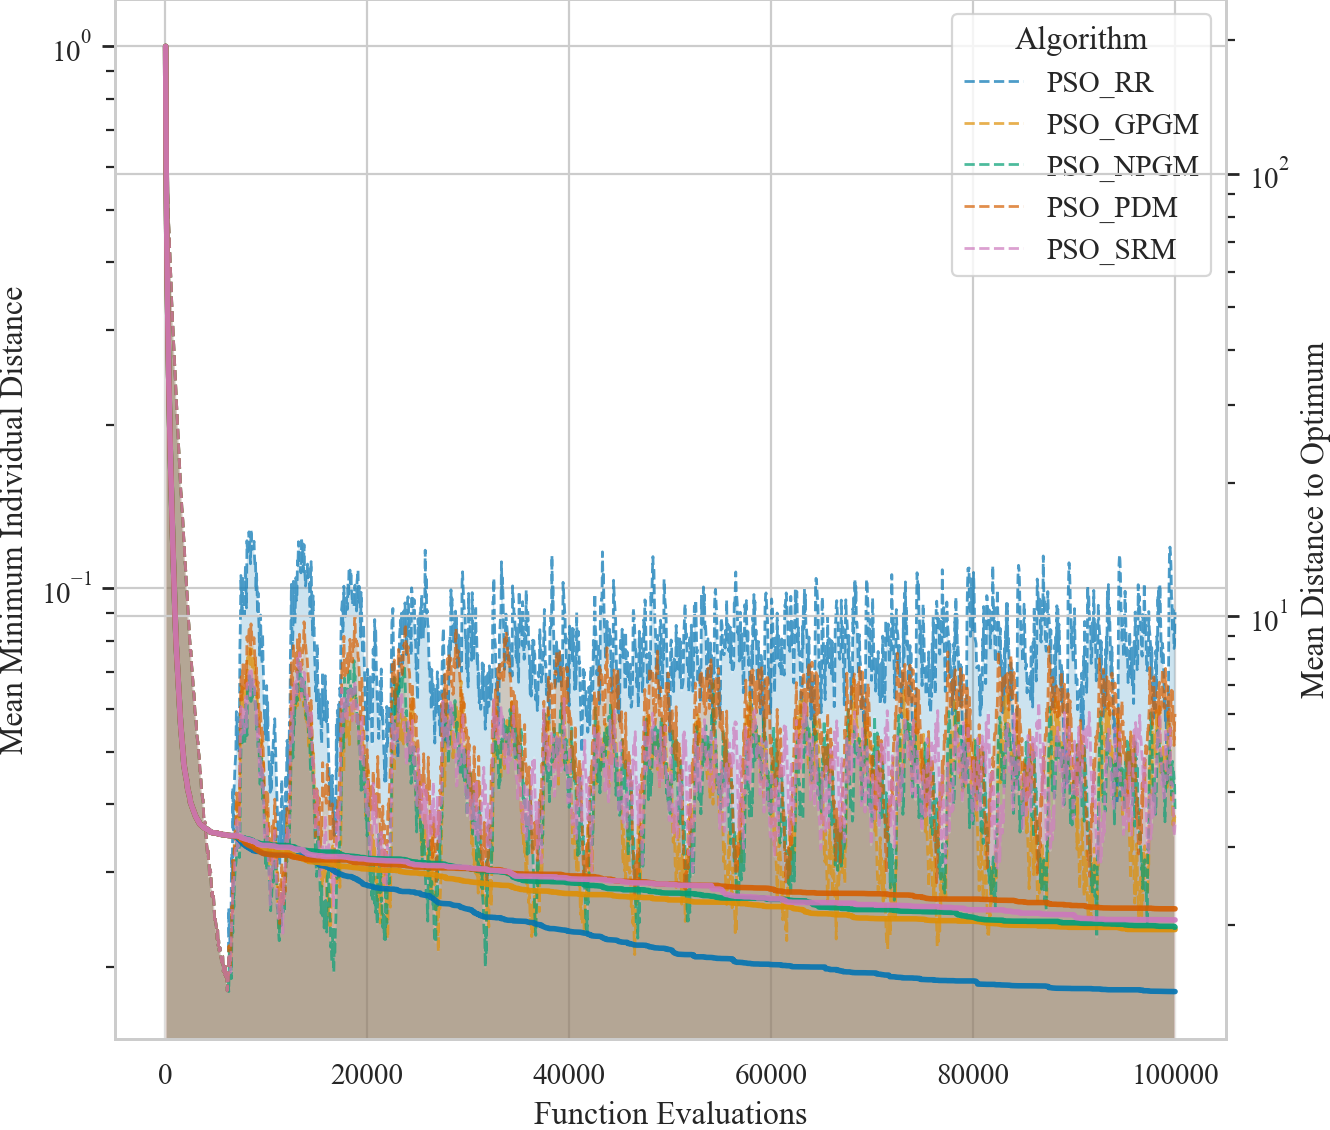 10^0
10^−1
Mean Minimum Individual Distance
Algorithm
PSO_RR
PSO_GPGM
PSO_NPGM
PSO_PDM
PSO_SRM
10^2
10^1
Mean Distance to Optimum
0 20000 40000 60000 80000 100000
Function Evaluations